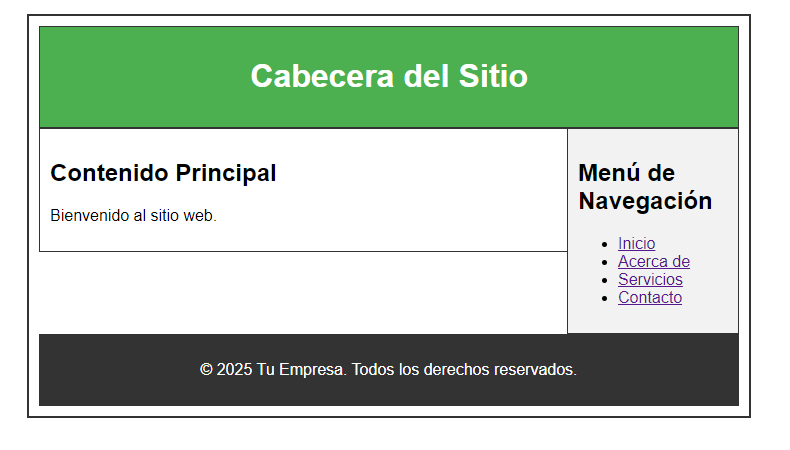 Cabecera del Sitio
Contenido Principal
Bienvenido al sitio web.
Menú de
Navegación
Inicio
Acerca de
Servicios
Contacto
© 2025 Tu Empresa. Todos los derechos reservados.